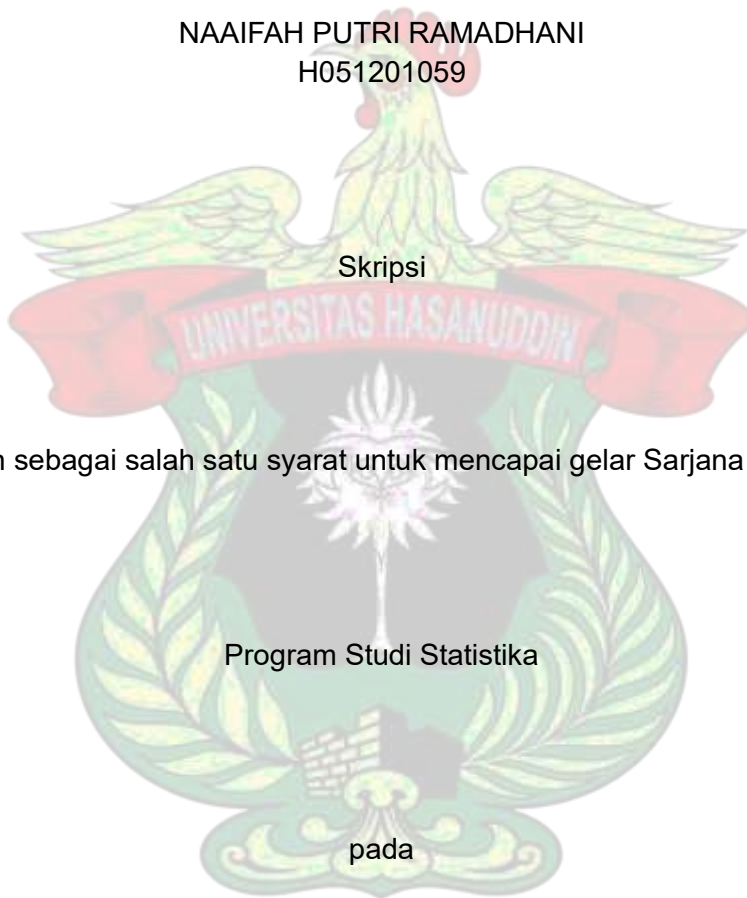 NAAIFAH PUTRI RAMADHANI
H051201059
Skripsi
UNIVERSITAS HASANUDDIN
sebagai salah satu syarat untuk mencapai gelar Sarjana
Program Studi Statistika
pada